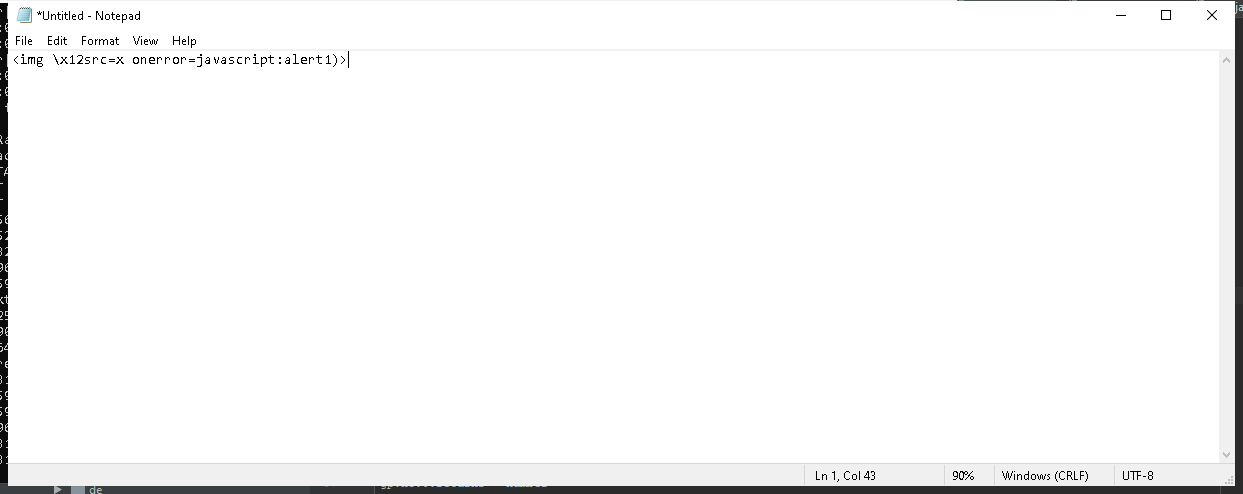 *Untitled - Notepad
File Edit Format View Help
<img \x12src=x onerror=javascript:alert1)>
Ln 1, Col 43 90% Windows (CRLF) UTF-8
de